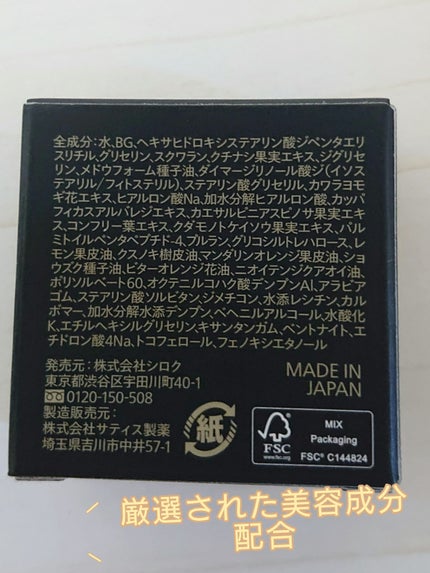 全成分:水、BG、ヘキサヒドロキシステアリン酸ジペンタエリ
スリチル、グリセリン、スクワラン、クチナシ果実エキス、ジグリセ
リン、メドウフォーム種子油、ダイマージリノール酸ジ(イソス
テアリル/フィトステリル)、ステアリン酸グリセリル、カワラヨモ
ギ花エキス、ヒアルロン酸Na、加水分解ヒアルロン酸、カッパ
フィカスアルバレジエキス、カエサルピニアスピノサ果実エキ
ス、コンフリー葉エキス、クダモノトケイソウ果実エキス、パル
ミトイルペンタペプチド-4、プルラン、グリコシルトレハロース、レ
モン果皮油、クスノキ樹皮油、マンダリンオレンジ果皮油、ショ
ウズク種子油、ビターオレンジ花油、ニオイテンジクアオイ油、
ポリソルベート60、オクテニルコハク酸デンプンAl、アラビア
ゴム、ステアリン酸ソルビタン、ジメチコン、水添レシチン、カル
ボマー、加水分解水添デンプン、ベヘニルアルコール、水酸化
K、エチルヘキシルグリセリン、キサンタンガム、ベントナイト、エ
チドロン酸4Na、トコフェロール、フェノキシエタノール
発売元:株式会社シロク
東京都渋谷区宇田川町40-1
0120-150-508
製造販売元:
株式会社サティス製薬
埼玉県吉川市中井57-1
MADE IN
JAPAN
紙
FSC
www.fsc.org
MIX
Packaging
FSC® C144824
厳選された美容成分
配合